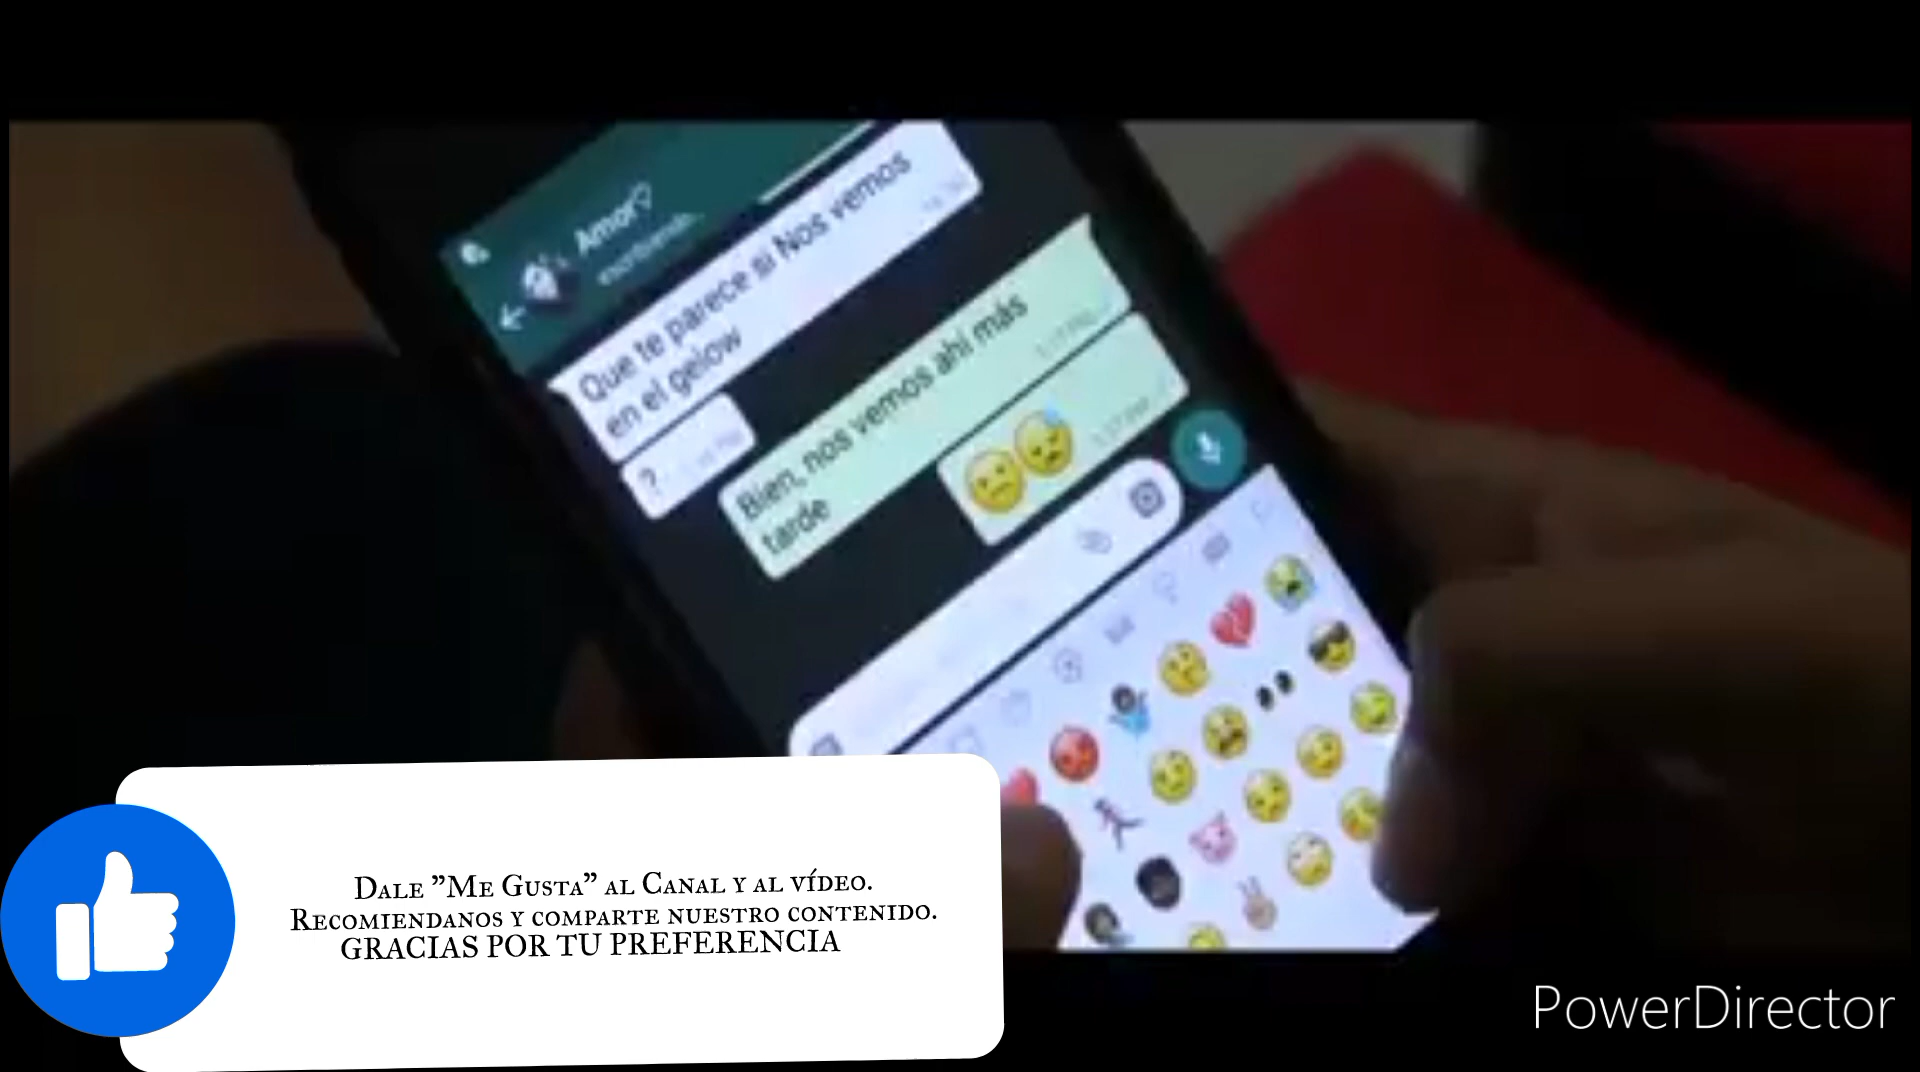 Amor♡
escribiendo...
Que te parece si Nos vemos
en el gelow
?
Bien, nos vemos ahí más
tarde
DALE "ME GUSTA" AL CANAL Y AL VÍDEO.
RECOMIENDANOS Y COMPARTE NUESTRO CONTENIDO.
GRACIAS POR TU PREFERENCIA
PowerDirector